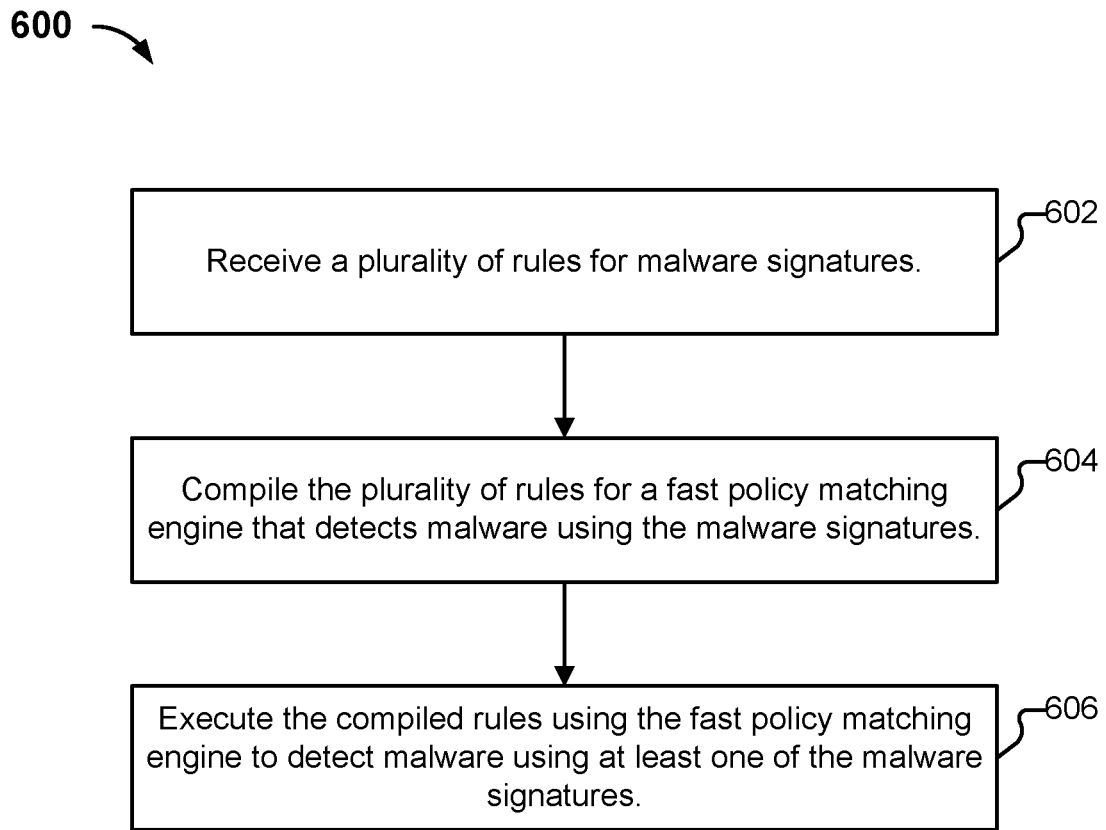 600
602
Receive a plurality of rules for malware signatures.
604
Compile the plurality of rules for a fast policy matching
engine that detects malware using the malware signatures.
606
Execute the compiled rules using the fast policy matching
engine to detect malware using at least one of the malware
signatures.